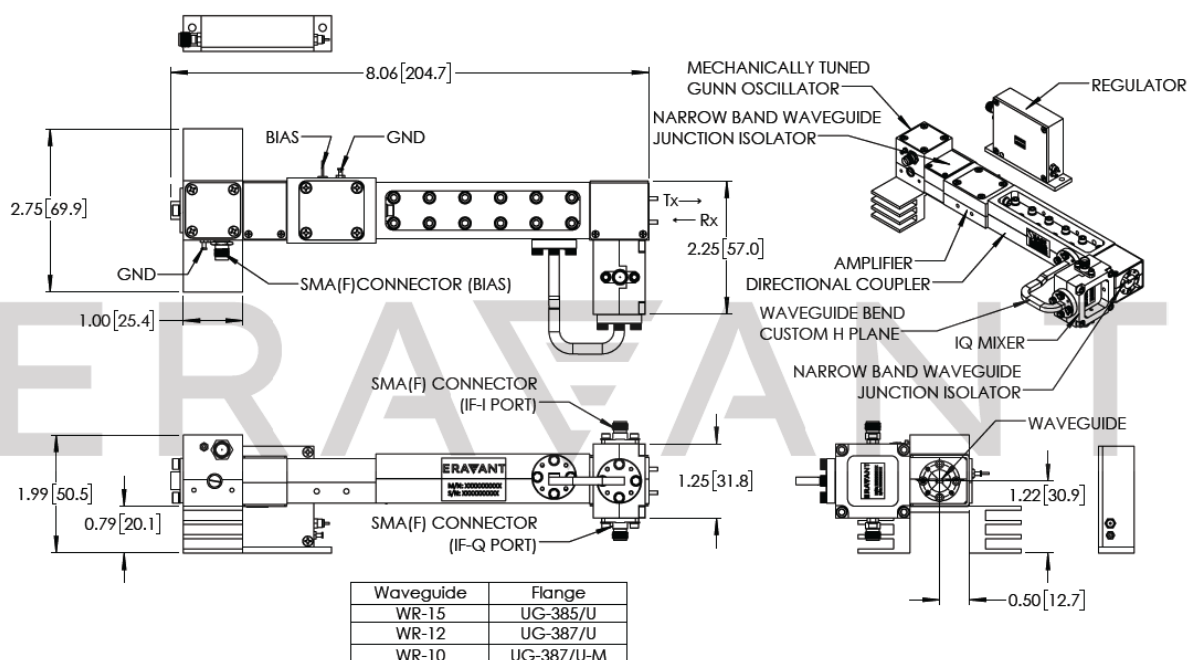 8.06[204.7]
BIAS
GND
2.75[69.9]
Tx→
← Rx
2.25[57.0]
GND
SMA(F)CONNECTOR (BIAS)
1.00[25.4]
MECHANICALLY TUNED
GUNN OSCILLATOR
REGULATOR
NARROW BAND WAVEGUIDE
JUNCTION ISOLATOR
AMPLIFIER
DIRECTIONAL COUPLER
WAVEGUIDE BEND
CUSTOM H PLANE
IQ MIXER
NARROW BAND WAVEGUIDE
JUNCTION ISOLATOR
ERAVANT
SMA(F) CONNECTOR
(IF-I PORT)
1.99[50.5]
0.79[20.1]
ERAVANT
M/N: XXXXXXXXXX
S/N: XXXXXXXXXX
1.25[31.8]
SMA(F) CONNECTOR
(IF-Q PORT)
WAVEGUIDE
ERAVANT
1.22[30.9]
0.50[12.7]
Waveguide Flange
WR-15 UG-385/U
WR-12 UG-387/U
WR-10 UG-387/U-M